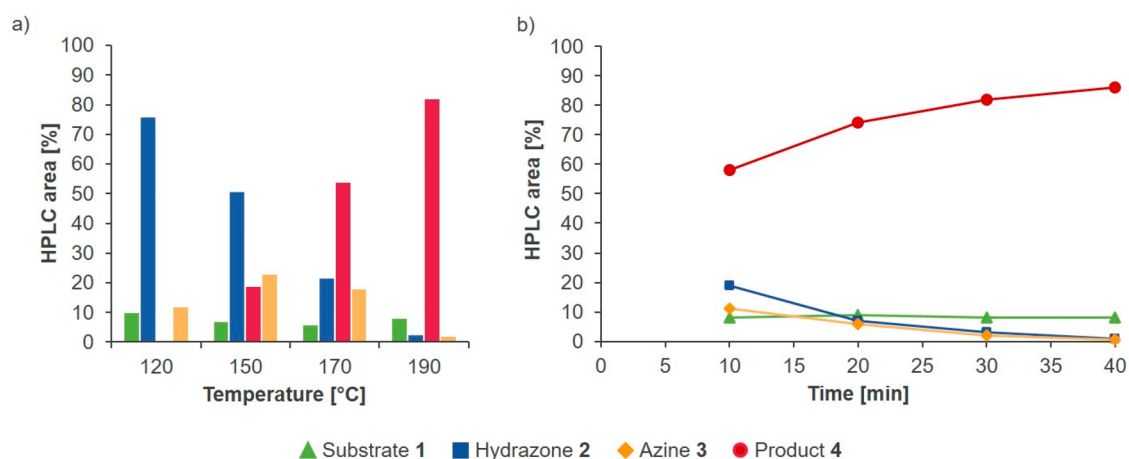 a)
100
90
80
70
60
50
40
30
20
10
0
HPLC area [%]
120 150 170 190
Temperature [°C]
b)
100
90
80
70
60
50
40
30
20
10
0
HPLC area [%]
0 5 10 15 20 25 30 35 40
Time [min]
Substrate 1 Hydrazone 2 Azine 3 Product 4